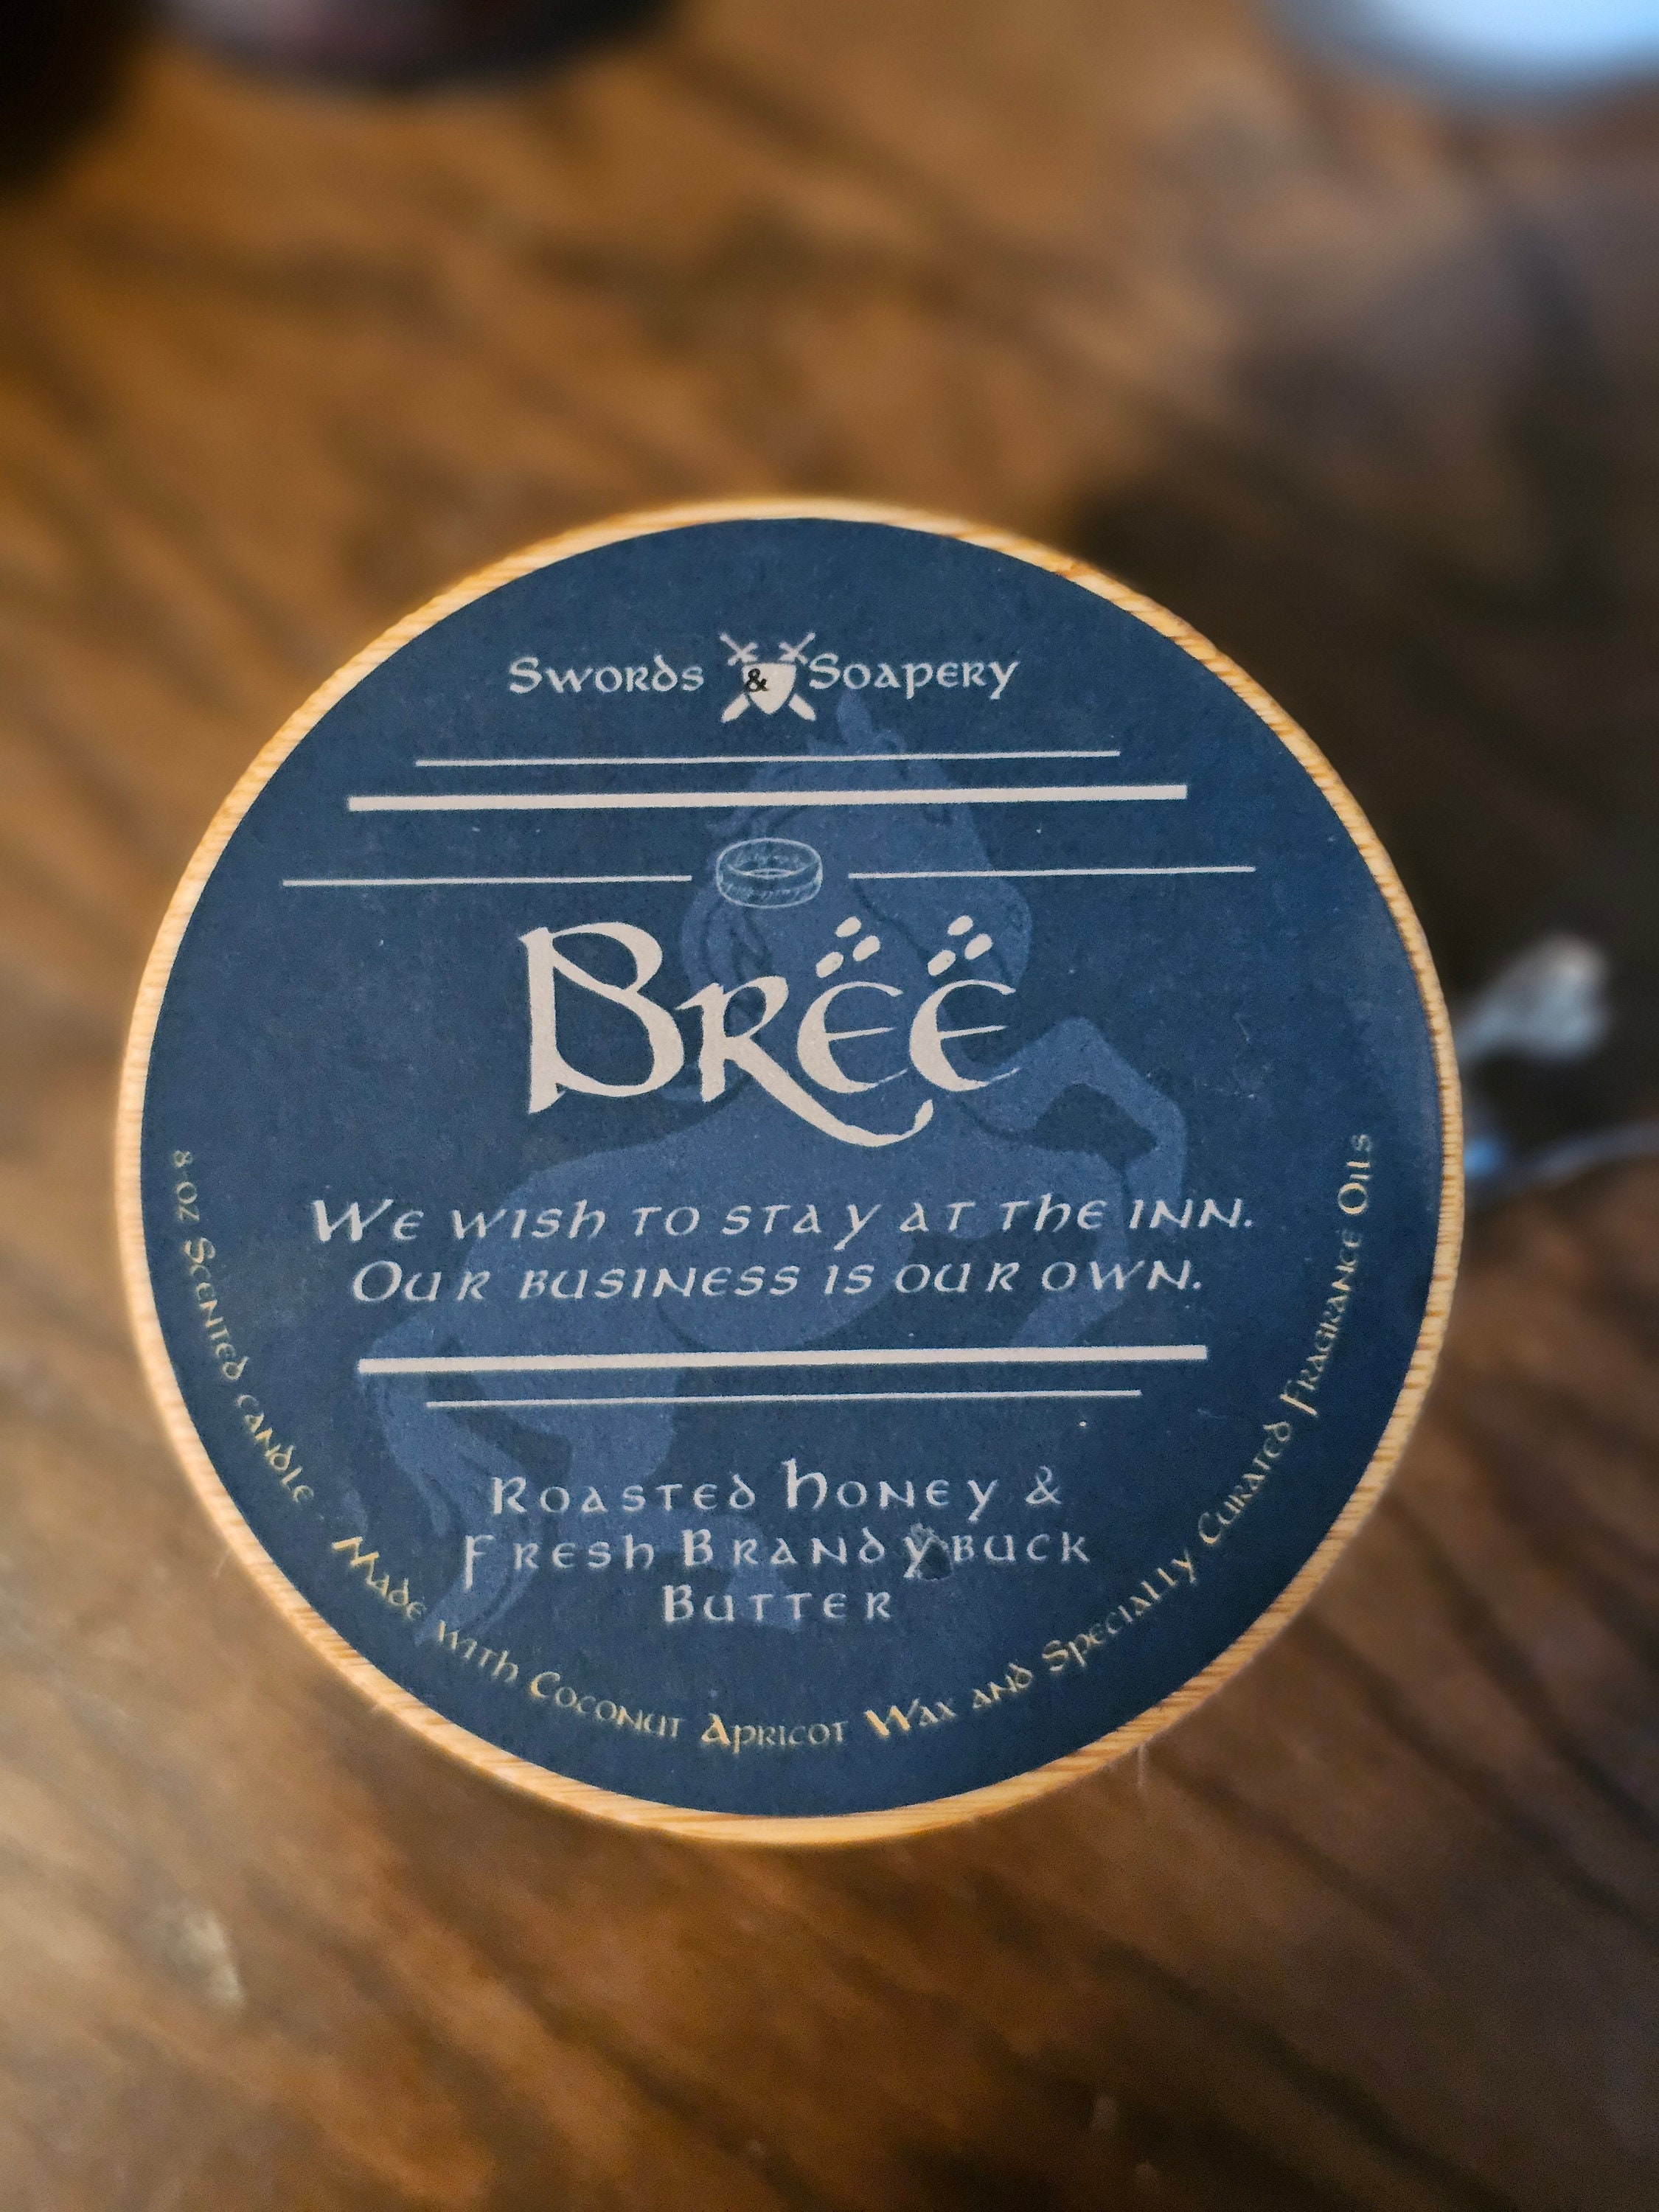 Swords & Soapery
Bree
We wish to stay at the inn.
Our business is our own.
Roasted Honey &
Fresh Brandybuck
Butter
8 oz Scented candle · Made with Coconut Apricot Wax and Specially Curated Fragrance Oils